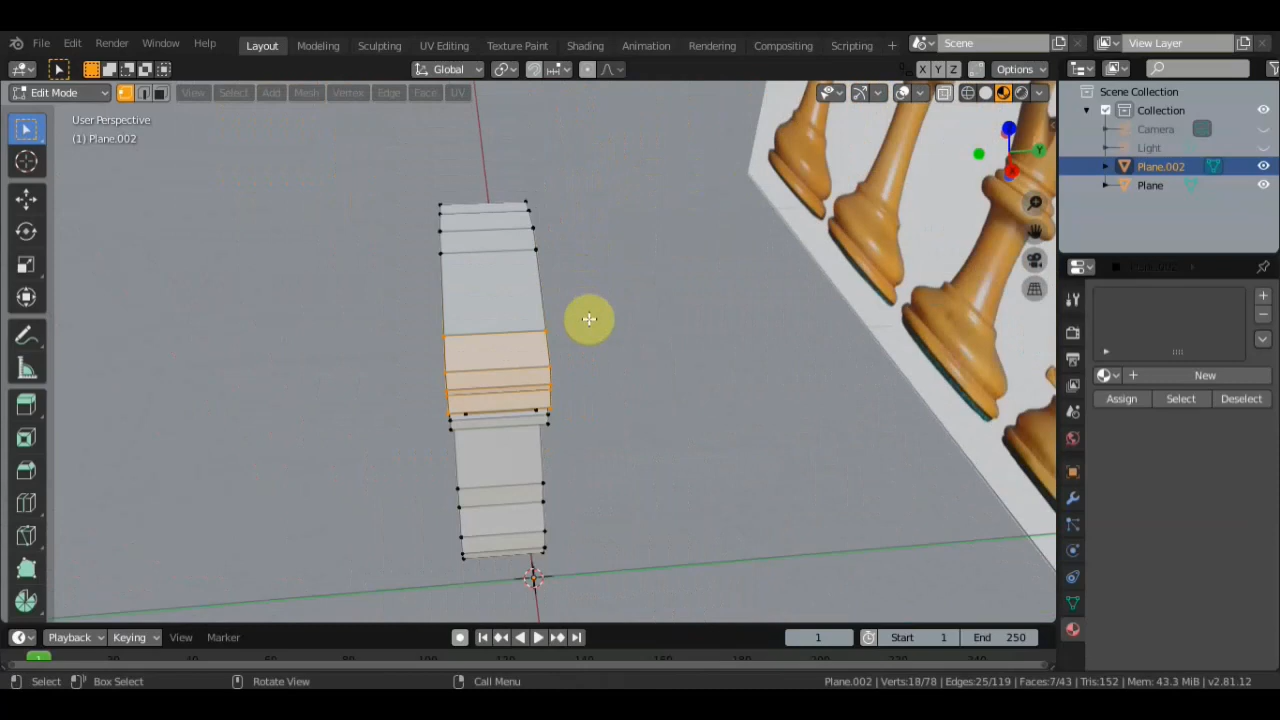 File Edit Render Window Help Layout Modeling Sculpting UV Editing Texture Paint Shading Animation Rendering Compositing Scripting + Scene View Layer
Global X Y Z Options
Edit Mode View Select Add Mesh Vertex Edge Face UV
Scene Collection
Collection
Camera
Light
Plane.002
Plane
User Perspective
(1) Plane.002
Z
Y
X
New
Assign Select Deselect
Playback Keying View Marker 1 Start 1 End 250
1
Select Box Select Rotate View Call Menu Plane.002 | Verts:18/78 | Edges:25/119 | Faces:7/43 | Tris:152 | Mem: 43.3 MiB | v2.81.12